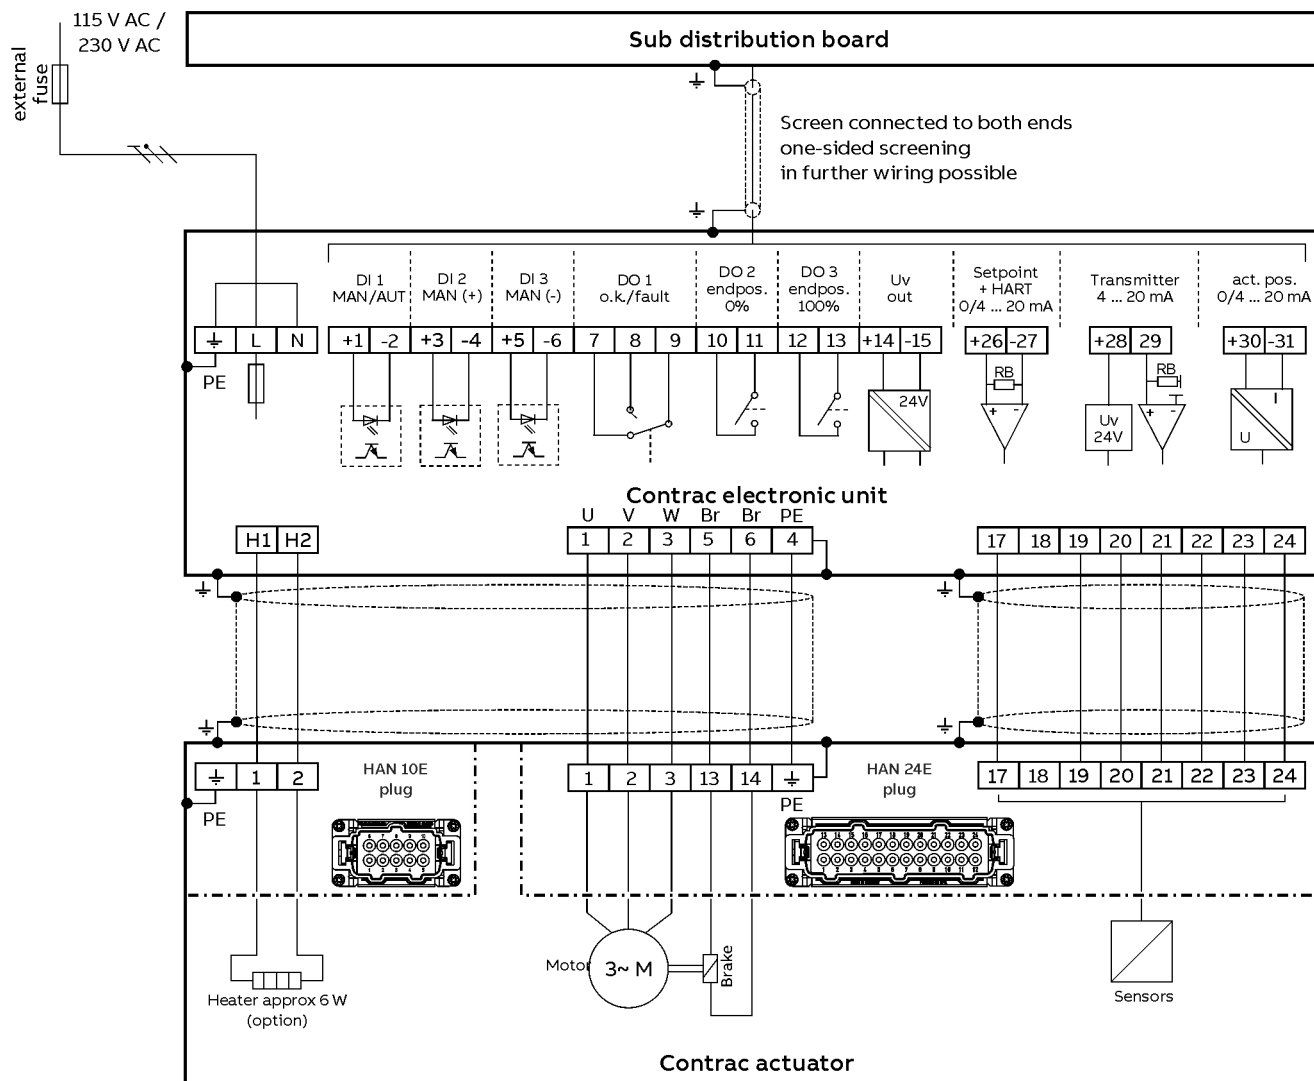 115 V AC /
230 V AC
external
fuse
Sub distribution board
Screen connected to both ends
one-sided screening
in further wiring possible
DI 1
MAN/AUT
DI 2
MAN (+)
DI 3
MAN (-)
DO 1
o.k./fault
DO 2
endpos.
0%
DO 3
endpos.
100%
Uv
out
Setpoint
+ HART
0/4 ... 20 mA
Transmitter
4 ... 20 mA
act. pos.
0/4 ... 20 mA
L N +1 -2 +3 -4 +5 -6 7 8 9 10 11 12 13 +14 -15 +26 -27 +28 29 +30 -31
PE
RB
+ -
24V
Uv
24V
RB
+ -
I
U
Contrac electronic unit
U V W Br Br PE
H1 H2 1 2 3 5 6 4 17 18 19 20 21 22 23 24
1 2 1 2 3 13 14 17 18 19 20 21 22 23 24
PE
HAN 10E
plug
PE
HAN 24E
plug
Motor
3~ M
Brake
Heater approx 6 W
(option)
Sensors
Contrac actuator